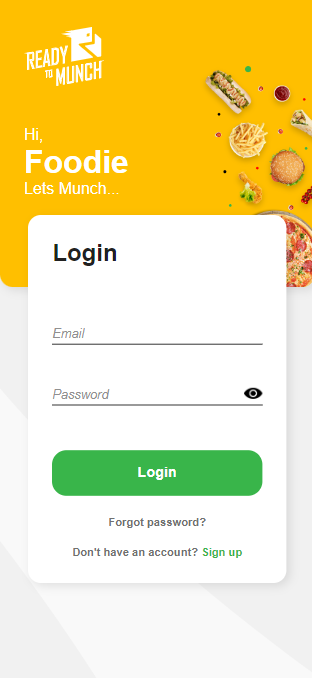 READY
TO MUNCH
Hi,
Foodie
Lets Munch...
Login
Email
Password
Login
Forgot password?
Don't have an account? Sign up